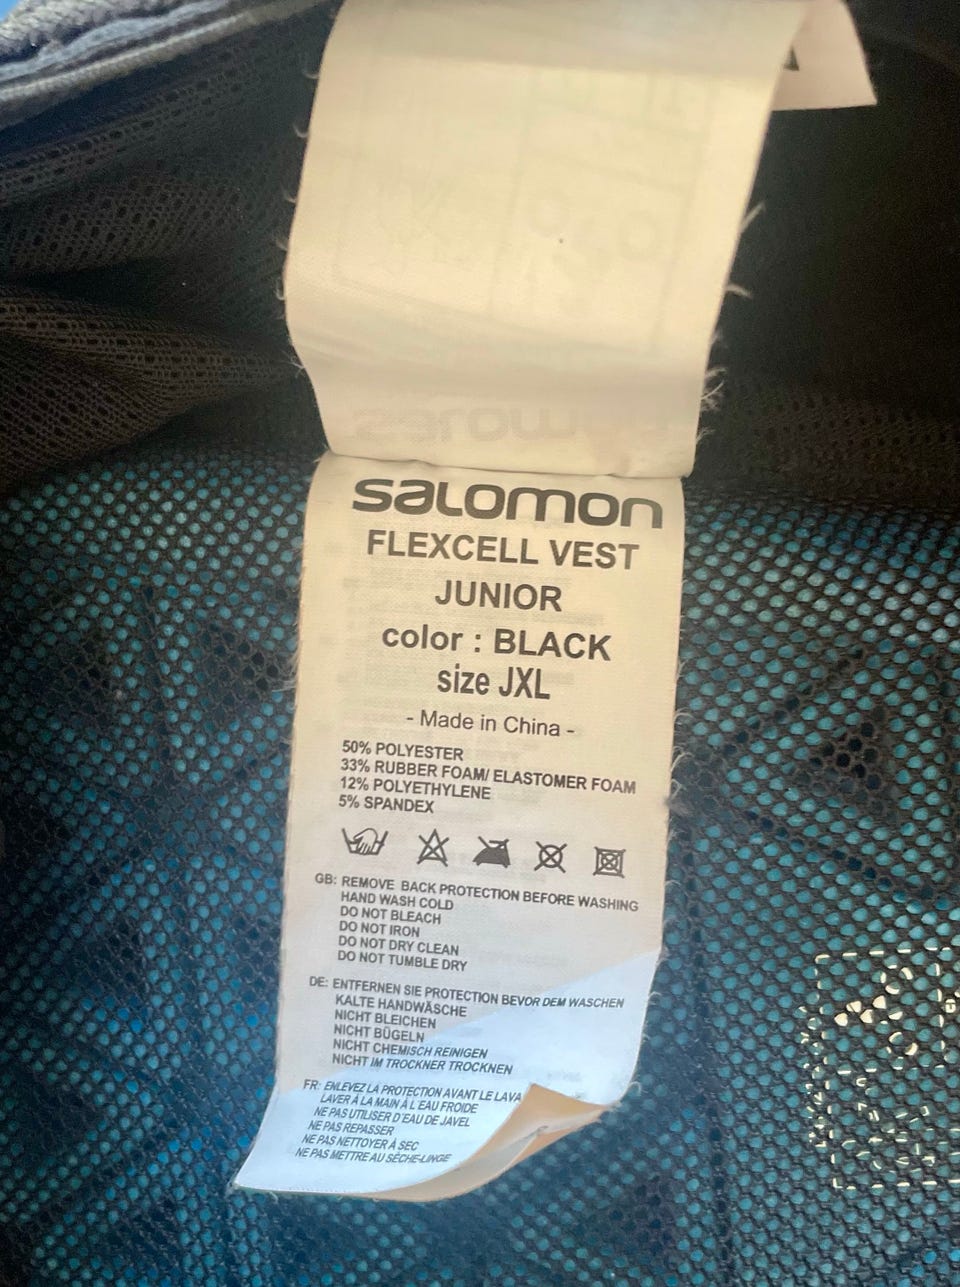 salomon
FLEXCELL VEST
JUNIOR
color : BLACK
size JXL
- Made in China -
50% POLYESTER
33% RUBBER FOAM/ ELASTOMER FOAM
12% POLYETHYLENE
5% SPANDEX
GB: REMOVE BACK PROTECTION BEFORE WASHING
HAND WASH COLD
DO NOT BLEACH
DO NOT IRON
DO NOT DRY CLEAN
DO NOT TUMBLE DRY
DE: ENTFERNEN SIE PROTECTION BEVOR DEM WASCHEN
KALTE HANDWÄSCHE
NICHT BLEICHEN
NICHT BÜGELN
NICHT CHEMISCH REINIGEN
NICHT IM TROCKNER TROCKNEN
FR: ENLEVEZ LA PROTECTION AVANT LE LAVA
LAVER À LA MAIN À L'EAU FROIDE
NE PAS UTILISER D'EAU DE JAVEL
NE PAS REPASSER
NE PAS NETTOYER À SEC
NE PAS METTRE AU SÈCHE-LINGE